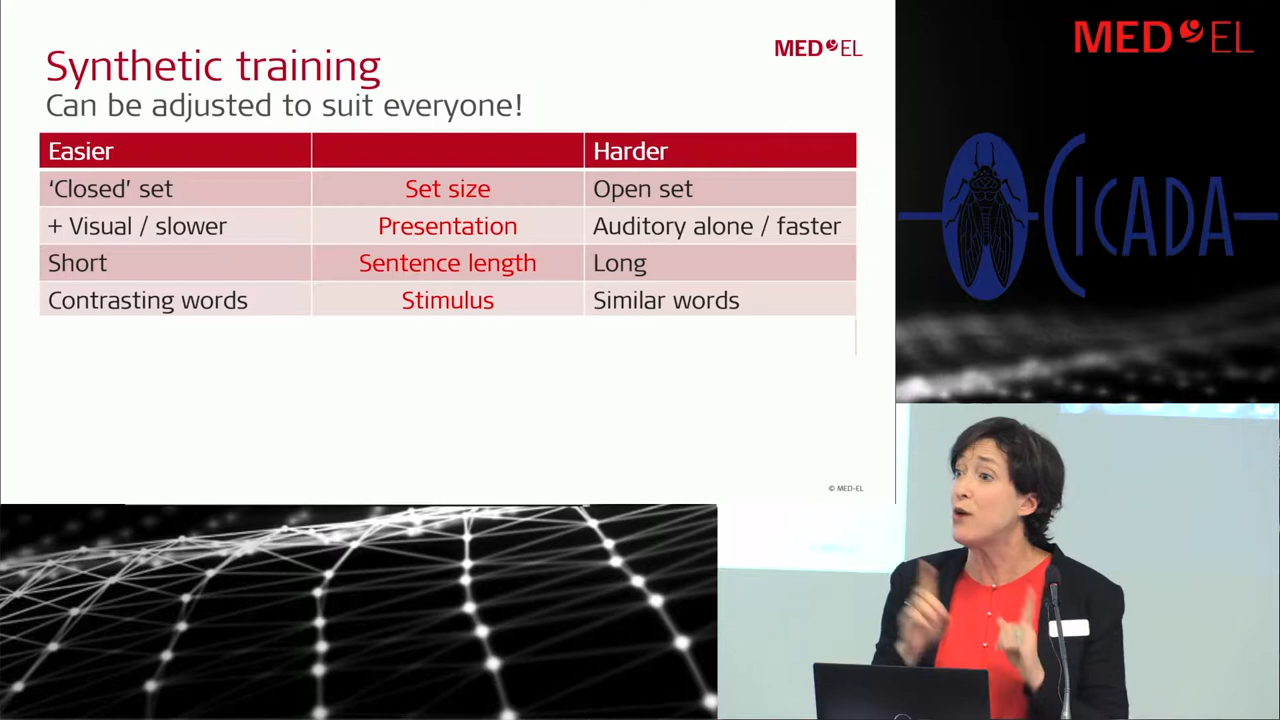 Synthetic training
Can be adjusted to suit everyone!
MED EL
Easier Harder
‘Closed’ set Set size Open set
+ Visual / slower Presentation Auditory alone / faster
Short Sentence length Long
Contrasting words Stimulus Similar words
© MED-EL
MED EL
CICADA